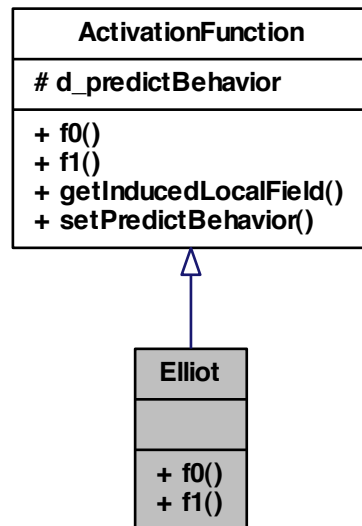 ActivationFunction
# d_predictBehavior
+ f0()
+ f1()
+ getInducedLocalField()
+ setPredictBehavior()
Elliot
+ f0()
+ f1()